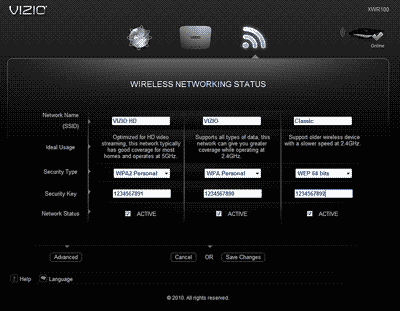 VIZIO
XWR100
Online
WIRELESS NETWORKING STATUS
Network Name
(SSID)
VIZIO HD
VIZIO
Classic
Ideal Usage
Optimized for HD video
streaming, this network typically
has good coverage for most
homes and operates at 5GHz.
Supports all types of data, this
network can give you
greater coverage
while operating at
2.4GHz.
Support older wireless device
with a slower speed at 2.4GHz.
Security Type
WPA2 Personal
WPA Personal
WEP 64 bits
Security Key
1234567891
1234567890
1234567892
Network Status
ACTIVE
ACTIVE
ACTIVE
Advanced
Cancel
OR
Save Changes
? Help
Language
© 2010. All rights reserved.